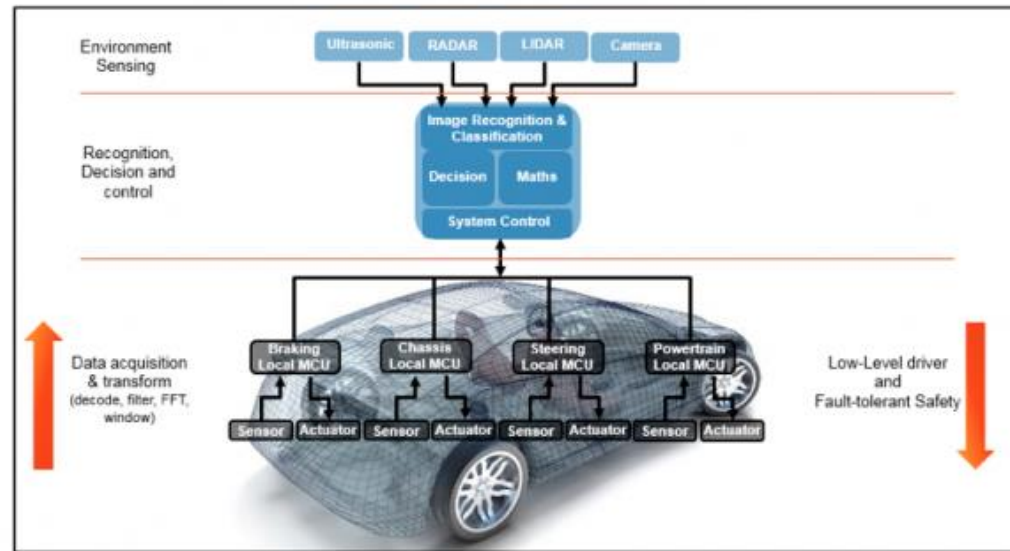 Environment
Sensing
Ultrasonic
RADAR
LIDAR
Camera
Recognition,
Decision and
control
Image Recognition &
Classification
Decision
Maths
System Control
Data acquisition
& transform
(decode, filter, FFT,
window)
Braking
Local MCU
Chassis
Local MCU
Steering
Local MCU
Powertrain
Local MCU
Sensor
Actuator
Sensor
Actuator
Sensor
Actuator
Sensor
Actuator
Low-Level driver
and
Fault-tolerant Safety